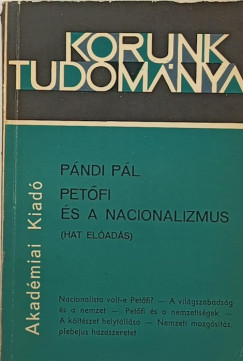 KORUNK
TUDOMÁNYA
PÁNDI PÁL
PETŐFI
ÉS A NACIONALIZMUS
(HAT ELŐADÁS)
Nacionalista volt-e Petőfi? — A világszabadság
és a nemzet — Petőfi és a nemzetiségek —
A költészet helytállása — Nemzeti mozgósítás,
plebejus hazaszeretet
Akadémiai Kiadó